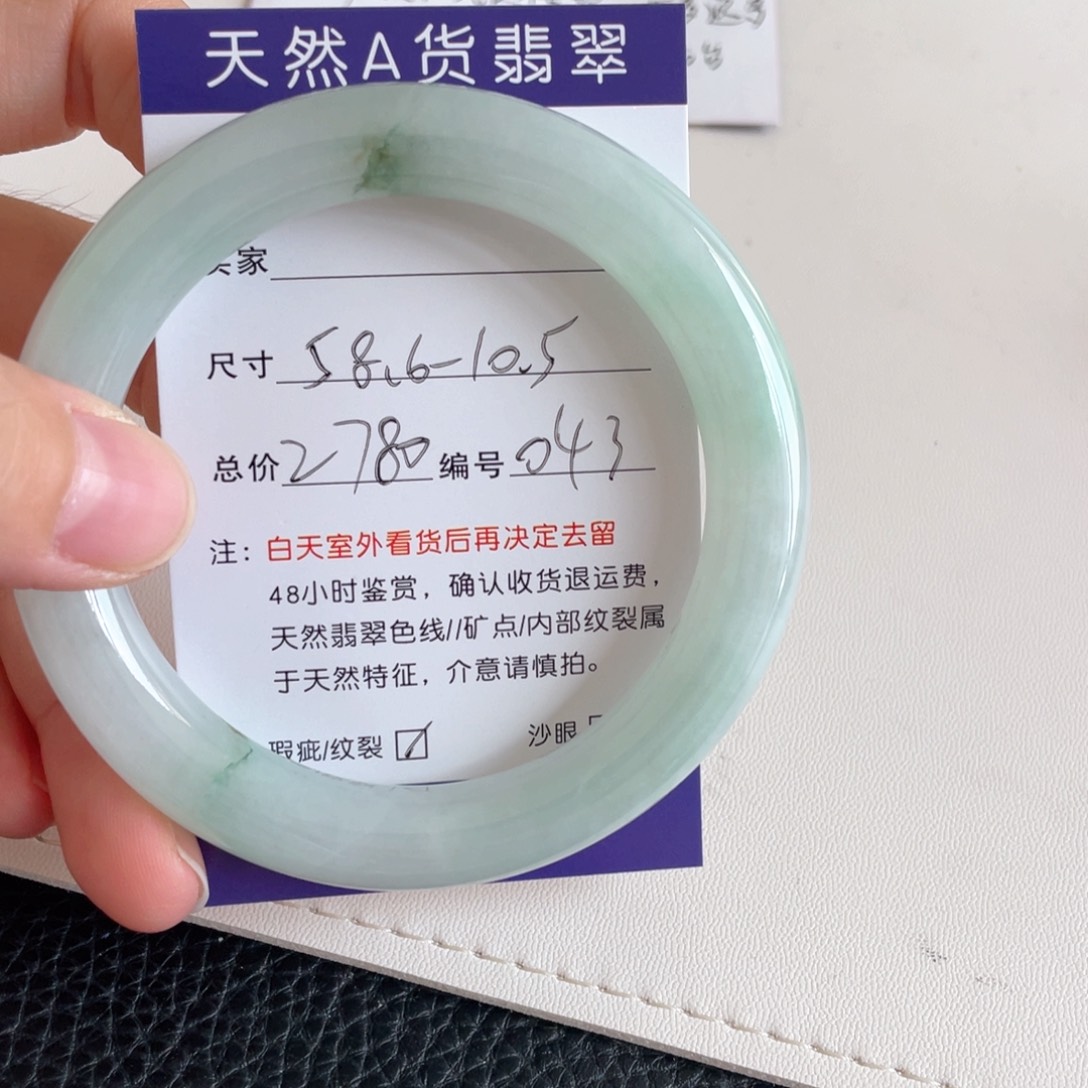 天然A货翡翠
家
尺寸 58.6-10.5
总价 2780 编号 043
注：白天室外看货后再决定去留
48小时鉴赏，确认收货退运费，
天然翡翠色线//矿点/内部纹裂属
于天然特征，介意请慎拍。
瑕疵/纹裂 沙眼